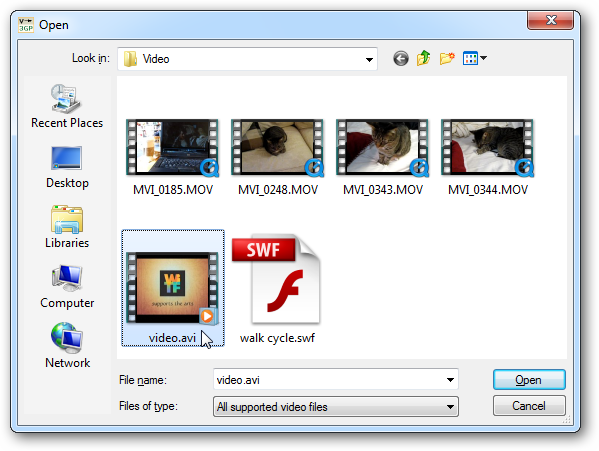 V
3GP
Open
Look in:
Video
Recent Places
Desktop
Libraries
Computer
Network
MVI_0185.MOV
MVI_0248.MOV
MVI_0343.MOV
MVI_0344.MOV
supports the arts
video.avi
SWF
walk cycle.swf
File name:
video.avi
Open
Files of type:
All supported video files
Cancel